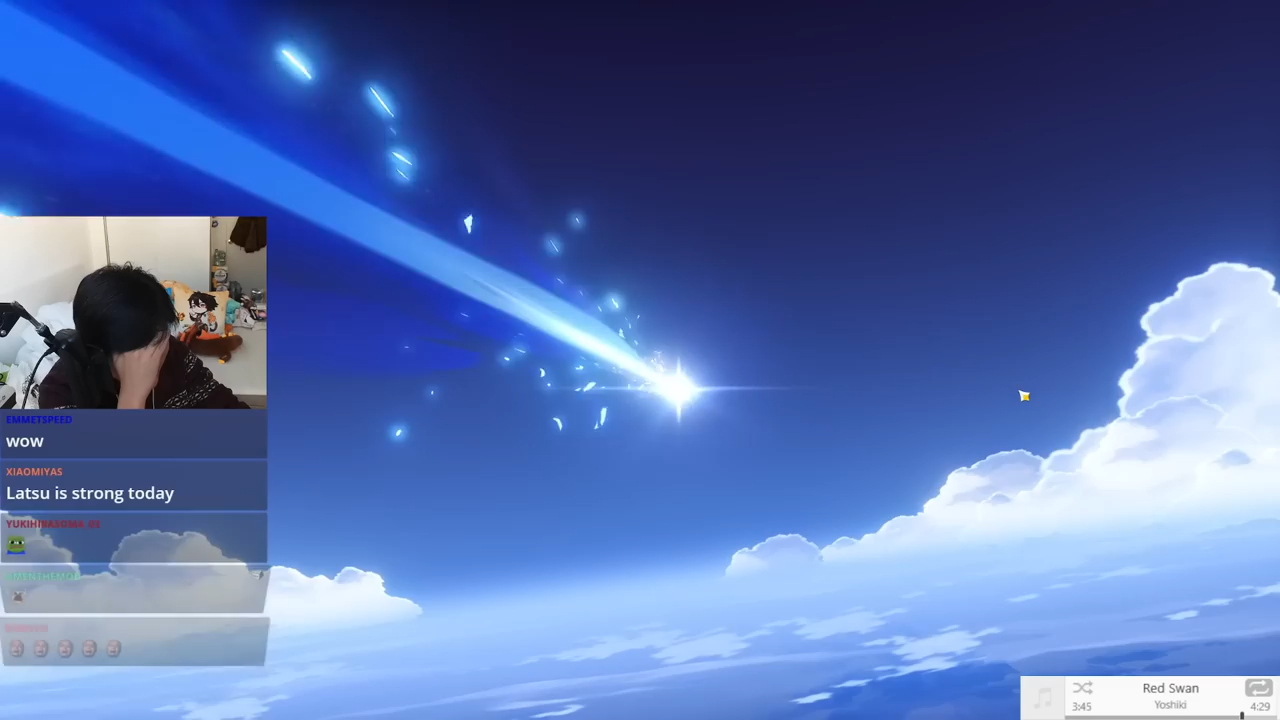 EMMETSPEED
wow
XIAOMIYAS
Latsu is strong today
Red Swan
3:45
Yoshiki
4:29